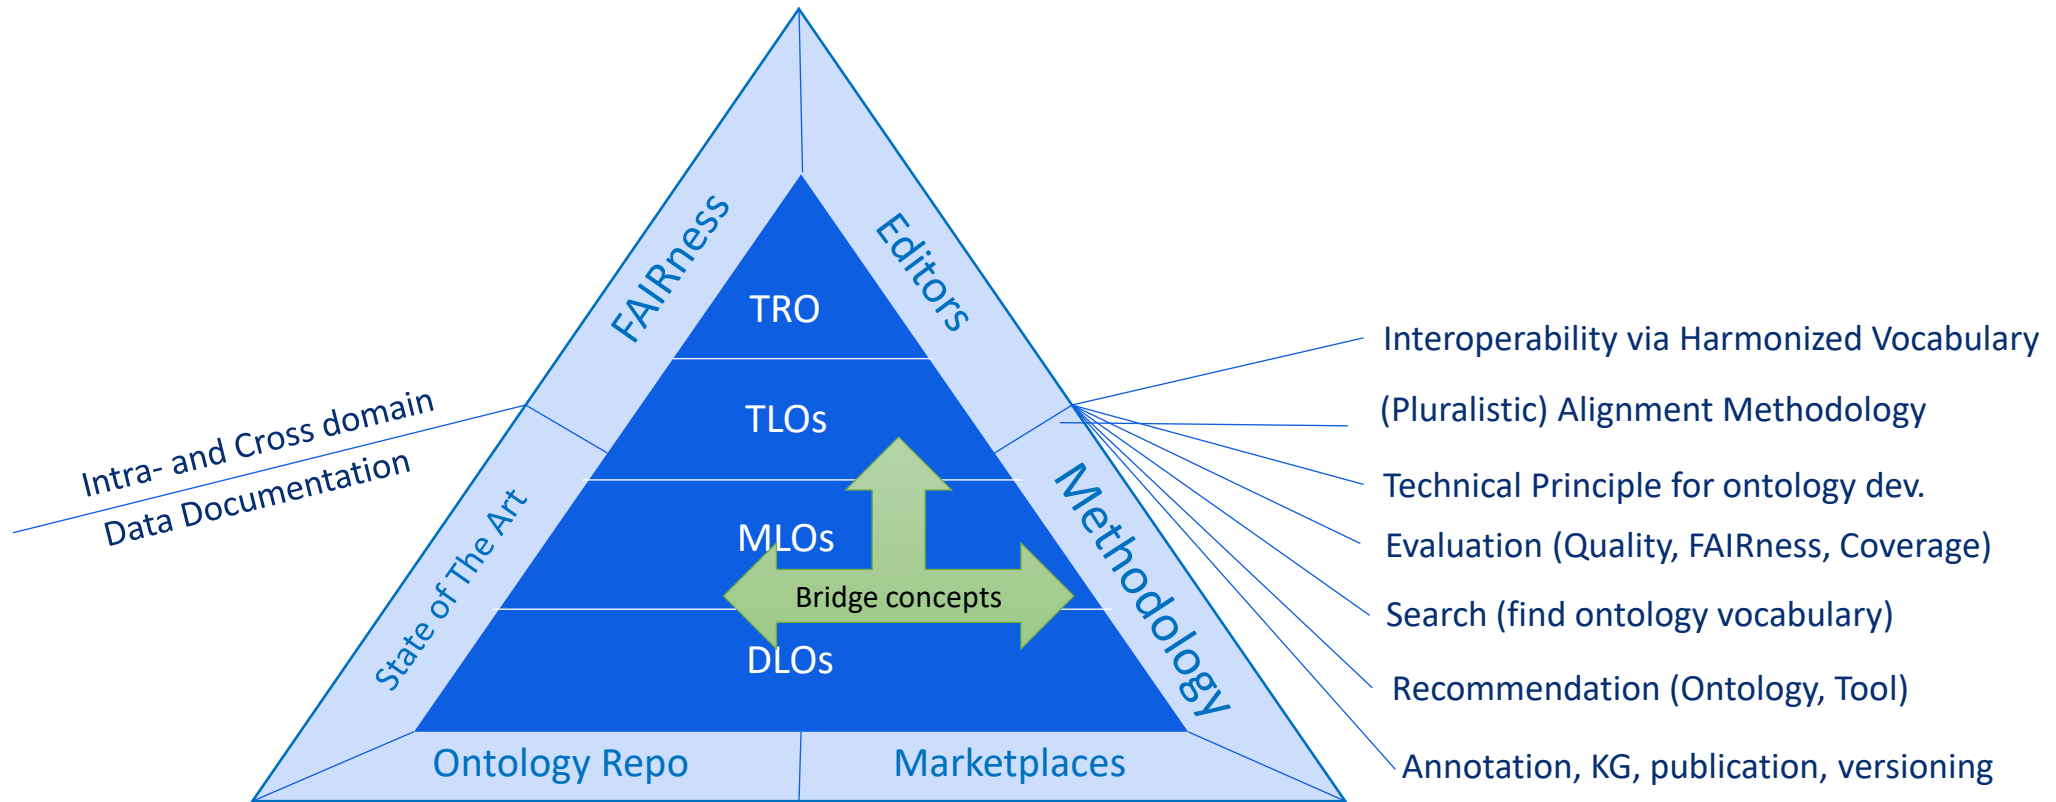 FAIRness
Editors
TRO
TLOs
MLOs
Bridge concepts
DLOs
Intra- and Cross domain
Data Documentation
State of The Art
Methodology
Ontology Repo
Marketplaces
Interoperability via Harmonized Vocabulary
(Pluralistic) Alignment Methodology
Technical Principle for ontology dev.
Evaluation (Quality, FAIRness, Coverage)
Search (find ontology vocabulary)
Recommendation (Ontology, Tool)
Annotation, KG, publication, versioning